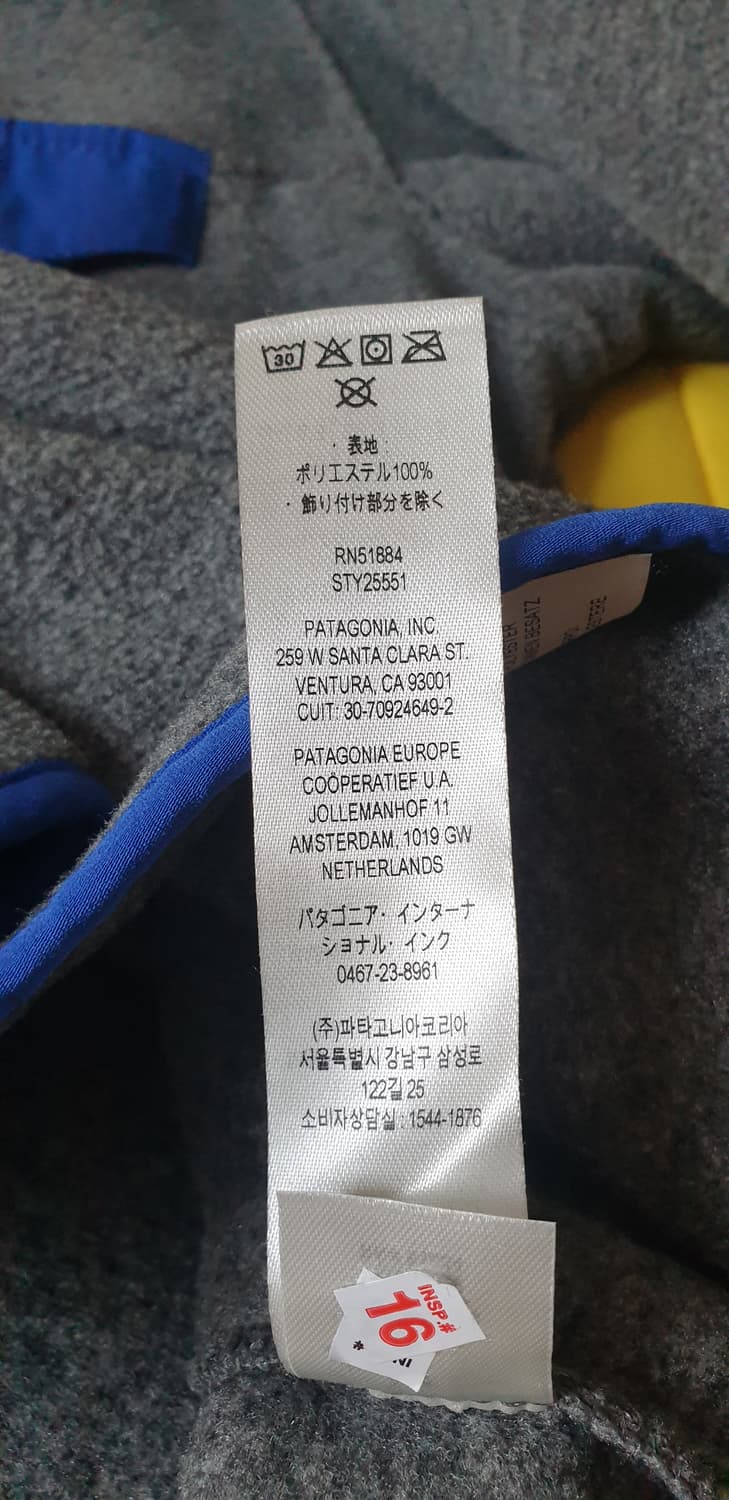 30
・表地
ポリエステル100%
・飾り付け部分を除く
RN51884
STY25551
PATAGONIA, INC.
259 W SANTA CLARA ST.
VENTURA, CA 93001
CUIT: 30-70924649-2
PATAGONIA EUROPE
COÖPERATIEF U.A.
JOLLEMANHOF 11
AMSTERDAM, 1019 GW
NETHERLANDS
パタゴニア・インターナ
ショナル・インク
0467-23-8961
(주)파타고니아코리아
서울특별시 강남구 삼성로
122길 25
소비자상담실 : 1544-1876
INSP.#
16
BESATZ